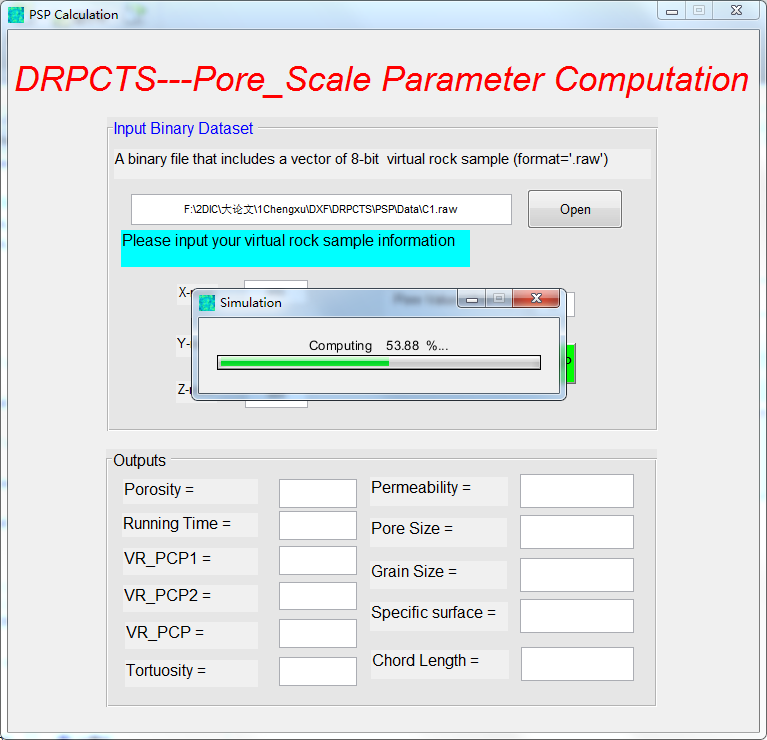 PSP Calculation
DRPCTS---Pore_Scale Parameter Computation
Input Binary Dataset
A binary file that includes a vector of 8-bit virtual rock sample (format='.raw')
F:\2DIC\大论文\1Chengxu\DXF\DRPCTS\PSP\Data\C1.raw
Open
Please input your virtual rock sample information
Simulation
Computing 53.88 %...
Outputs
Porosity =
Permeability =
Running Time =
Pore Size =
VR_PCP1 =
Grain Size =
VR_PCP2 =
Specific surface =
VR_PCP =
Chord Length =
Tortuosity =